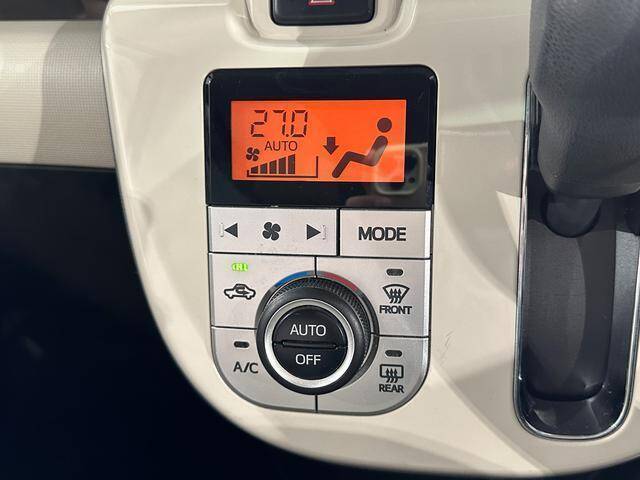 27.0
AUTO
MODE
FRONT
AUTO
OFF
A/C
REAR